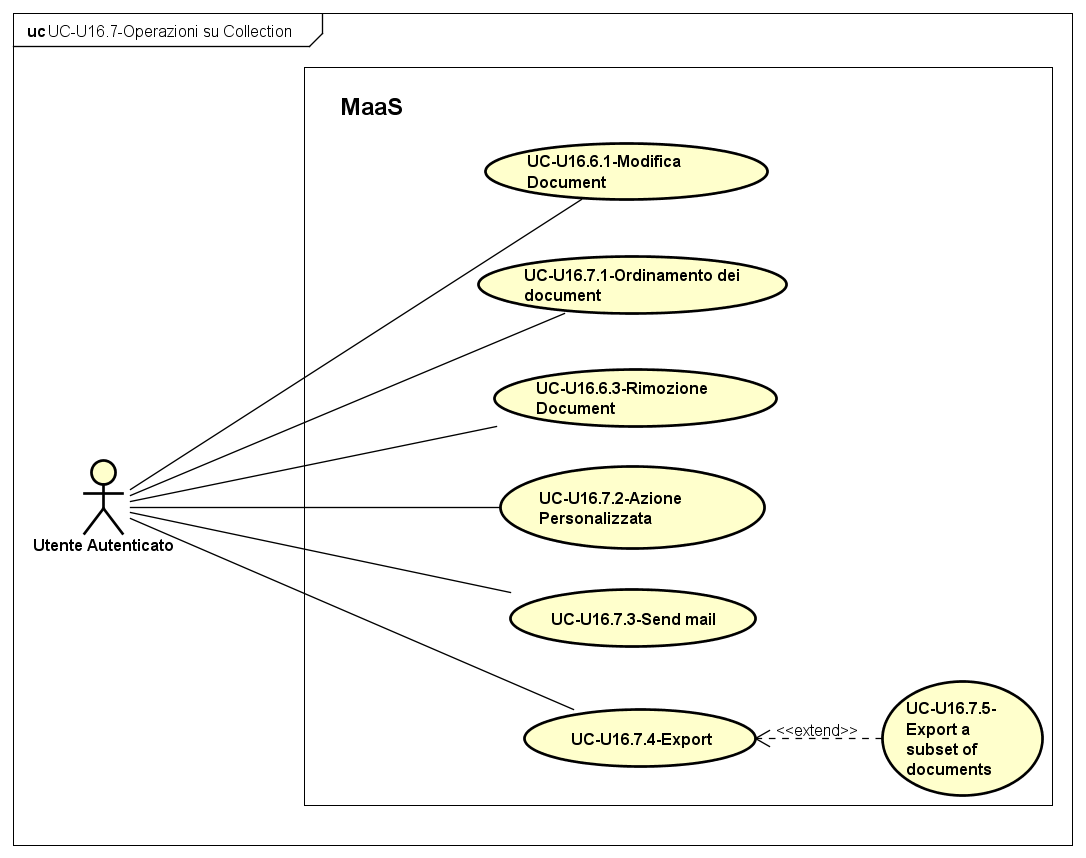 uc UC-U16.7-Operazioni su Collection
MaaS
UC-U16.6.1-Modifica
Document
UC-U16.7.1-Ordinamento dei
document
UC-U16.6.3-Rimozione
Document
UC-U16.7.2-Azione
Personalizzata
Utente Autenticato
UC-U16.7.3-Send mail
UC-U16.7.4-Export
<<extend>>
UC-U16.7.5-
Export a
subset of
documents